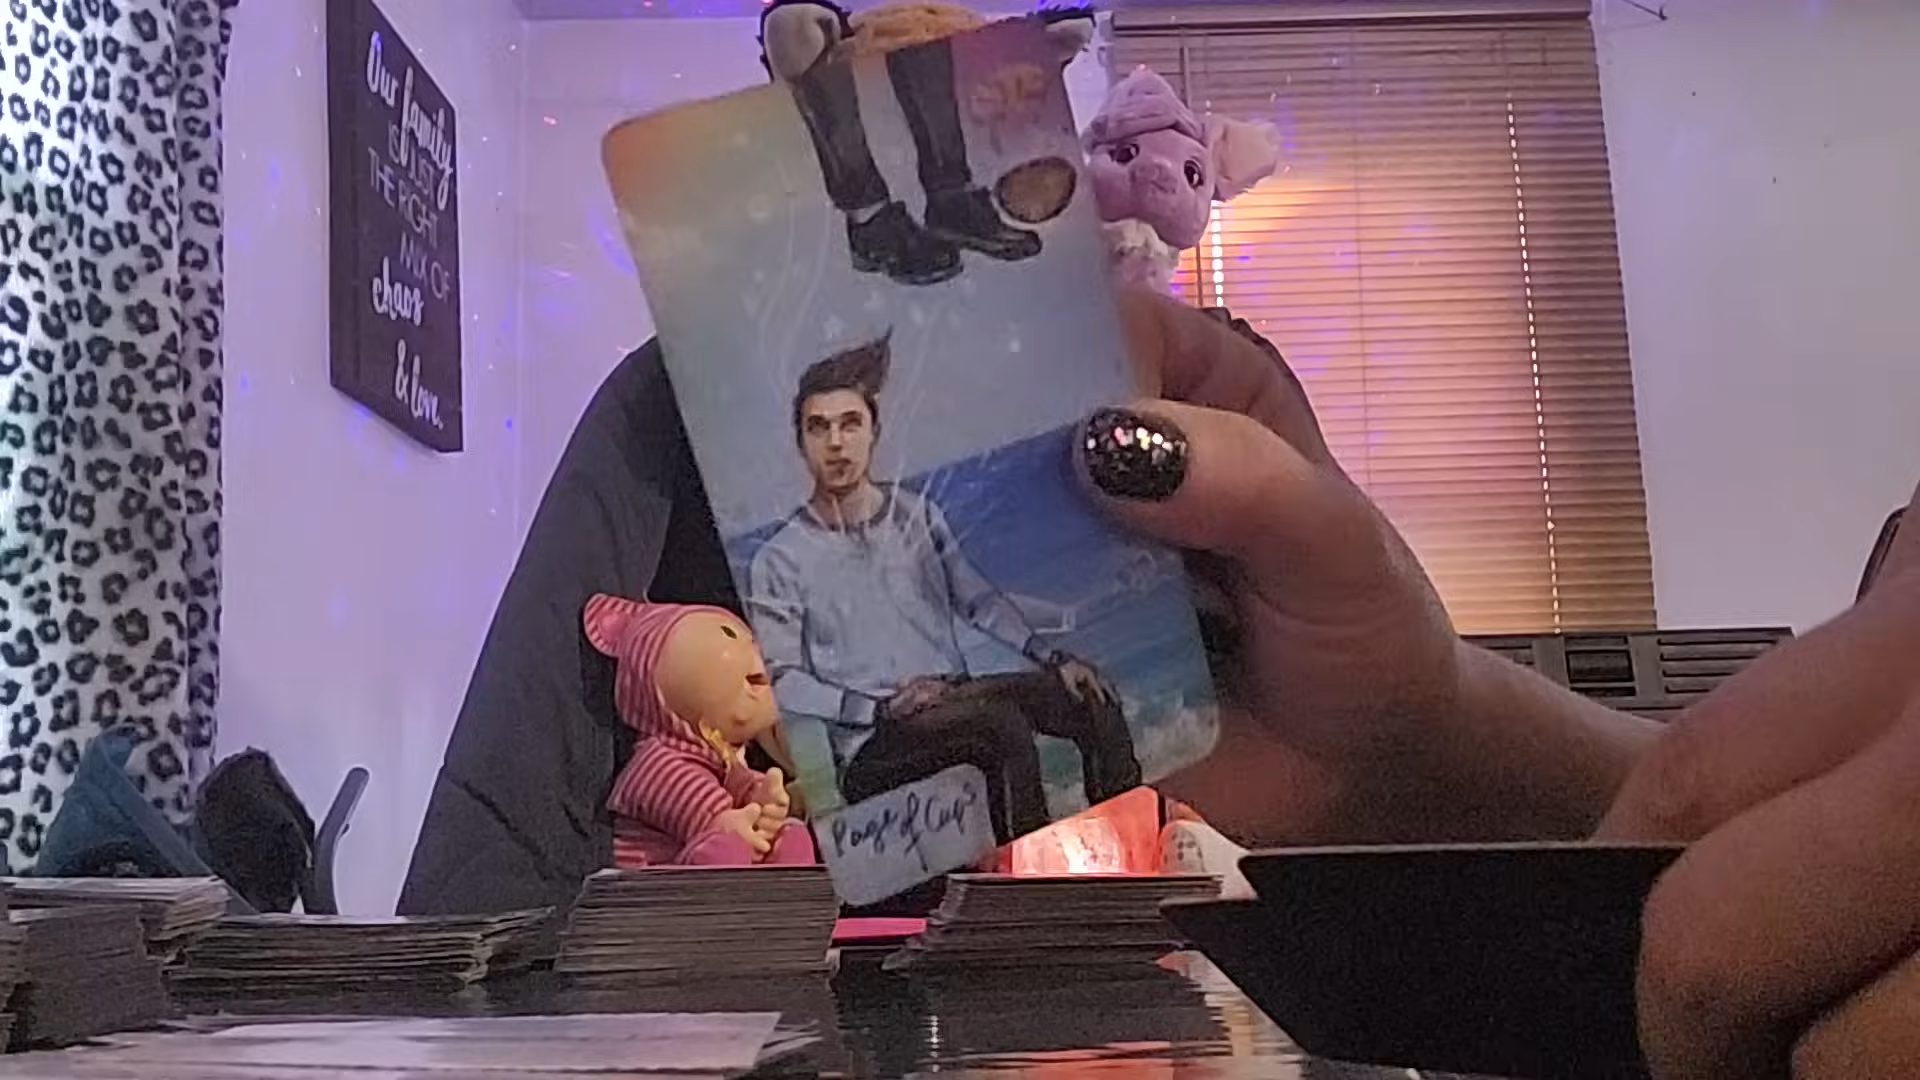 Our family
IS JUST
THE RIGHT
MIX OF
chaos
& love.
Page of Cups